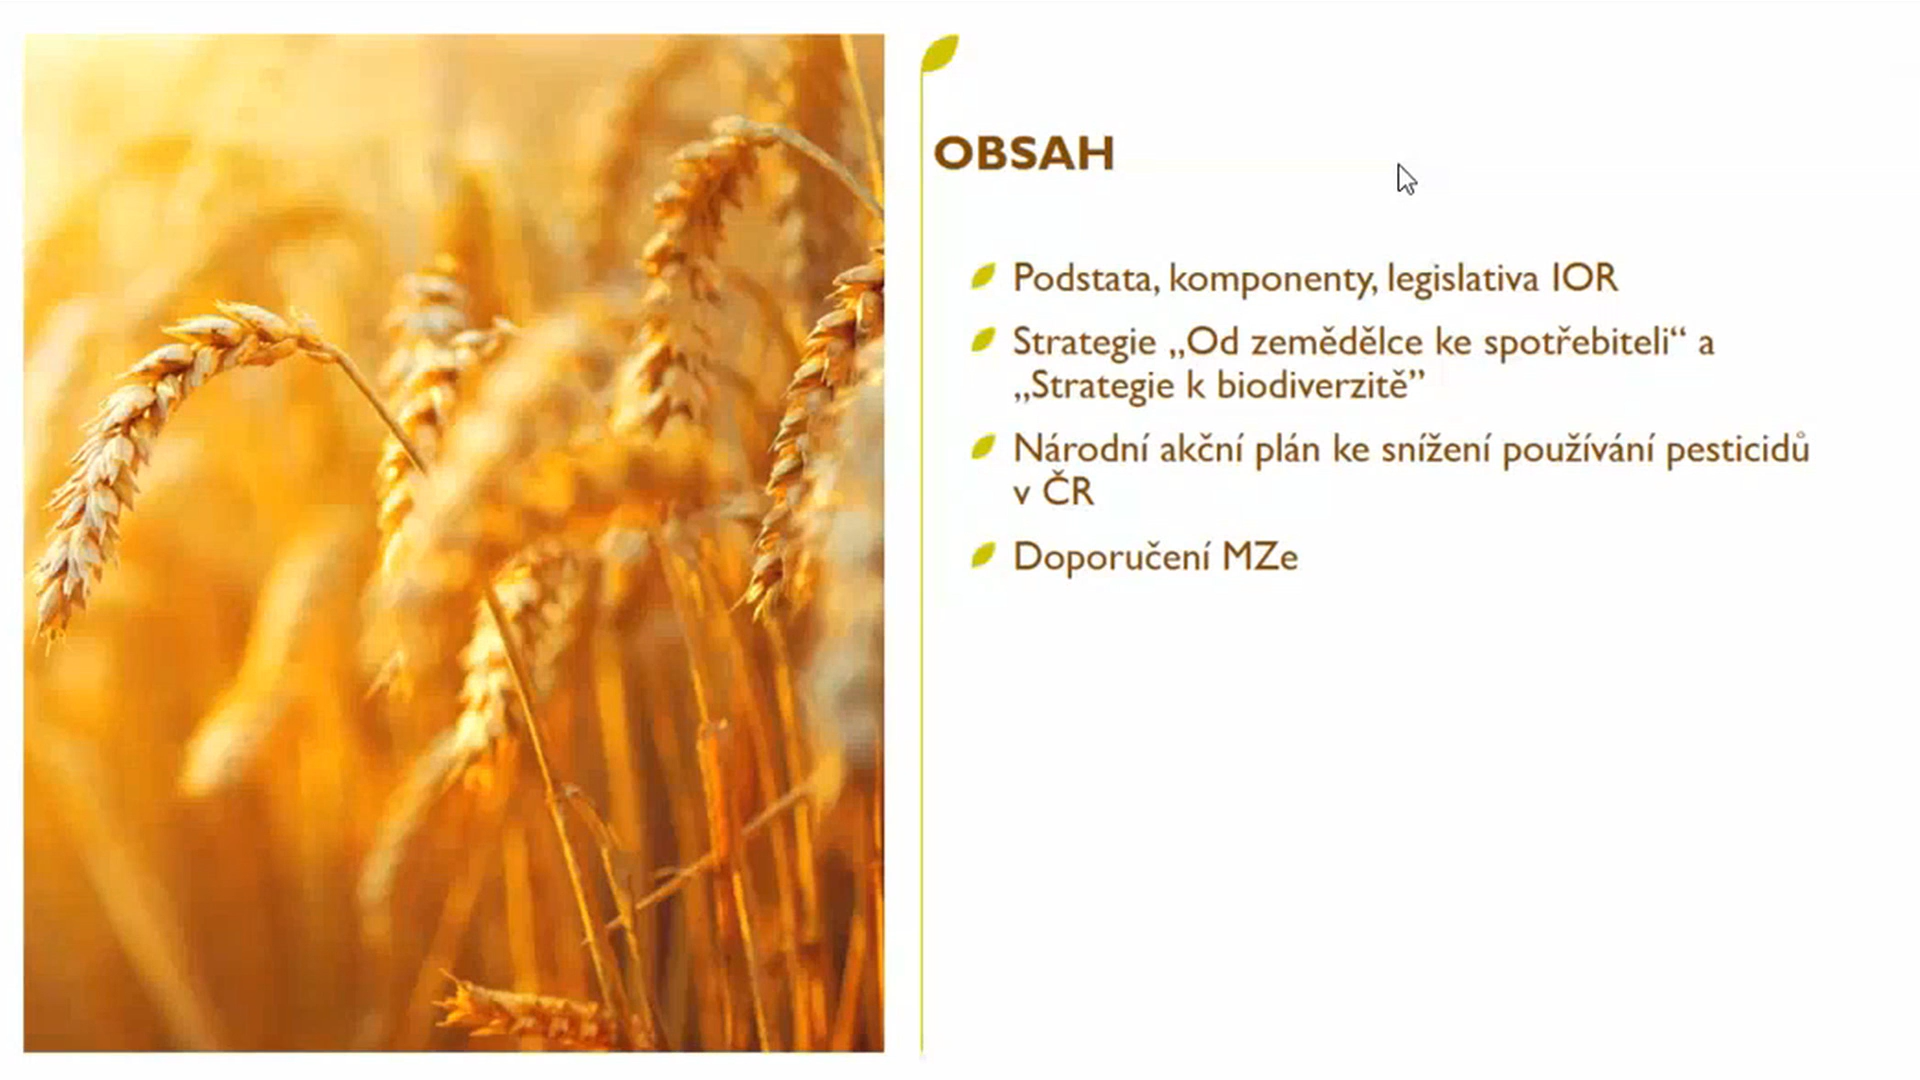 OBSAH
Podstata, komponenty, legislativa IOR
Strategie „Od zemědělce ke spotřebiteli“ a
„Strategie k biodiverzitě”
Národní akční plán ke snížení používání pesticidů
v ČR
Doporučení MZe